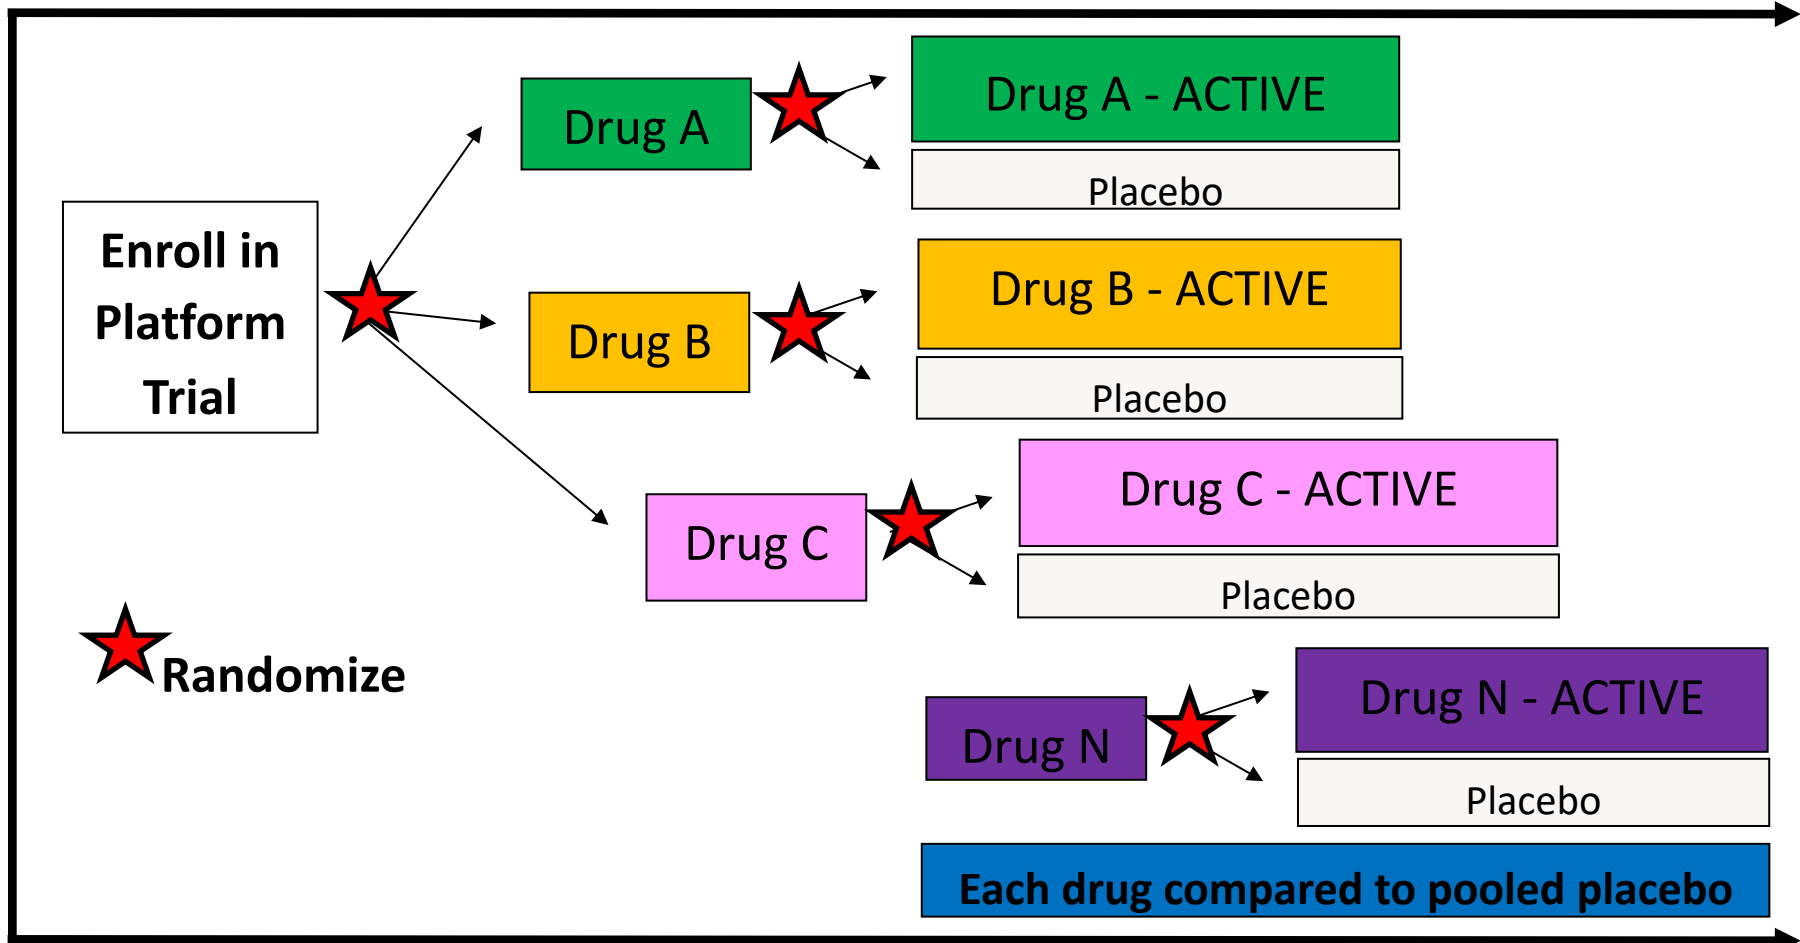 Drug A
Drug A - ACTIVE
Placebo
Enroll in
Platform
Trial
Drug B
Drug B - ACTIVE
Placebo
Drug C
Drug C - ACTIVE
Placebo
Randomize
Drug N
Drug N - ACTIVE
Placebo
Each drug compared to pooled placebo